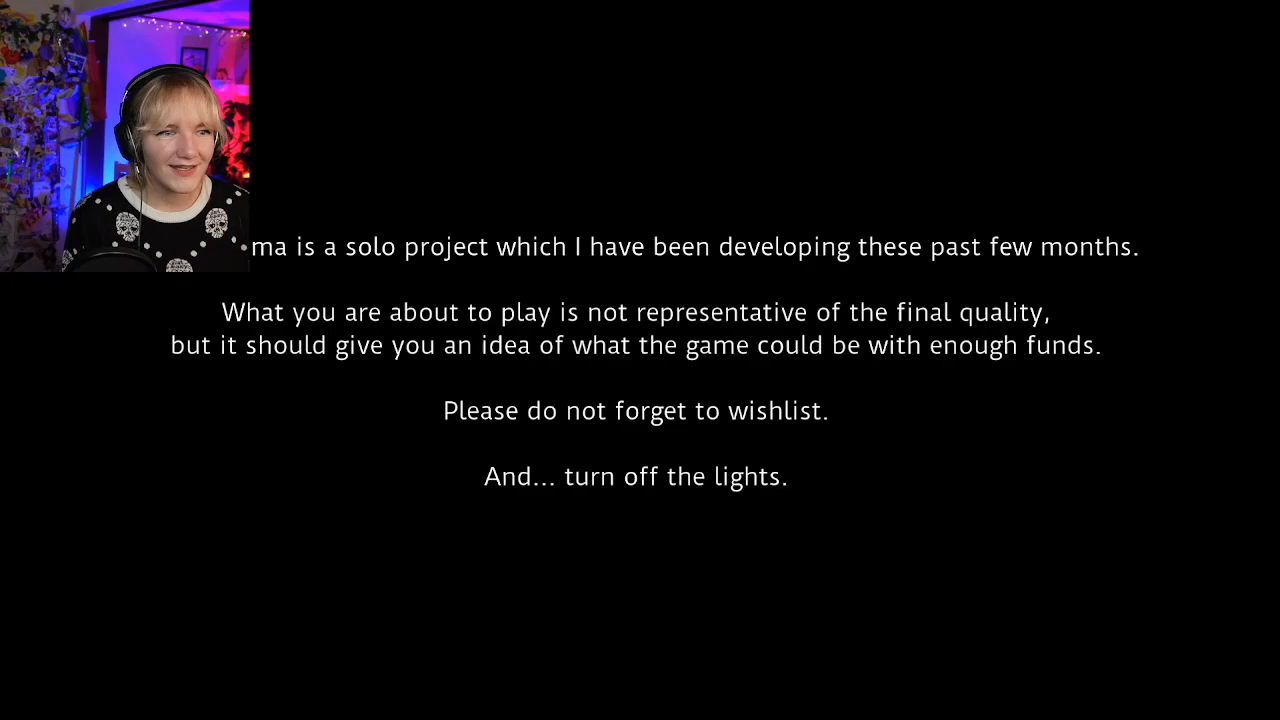 is a solo project which I have been developing these past few months.
What you are about to play is not representative of the final quality,
but it should give you an idea of what the game could be with enough funds.
Please do not forget to wishlist.
And... turn off the lights.